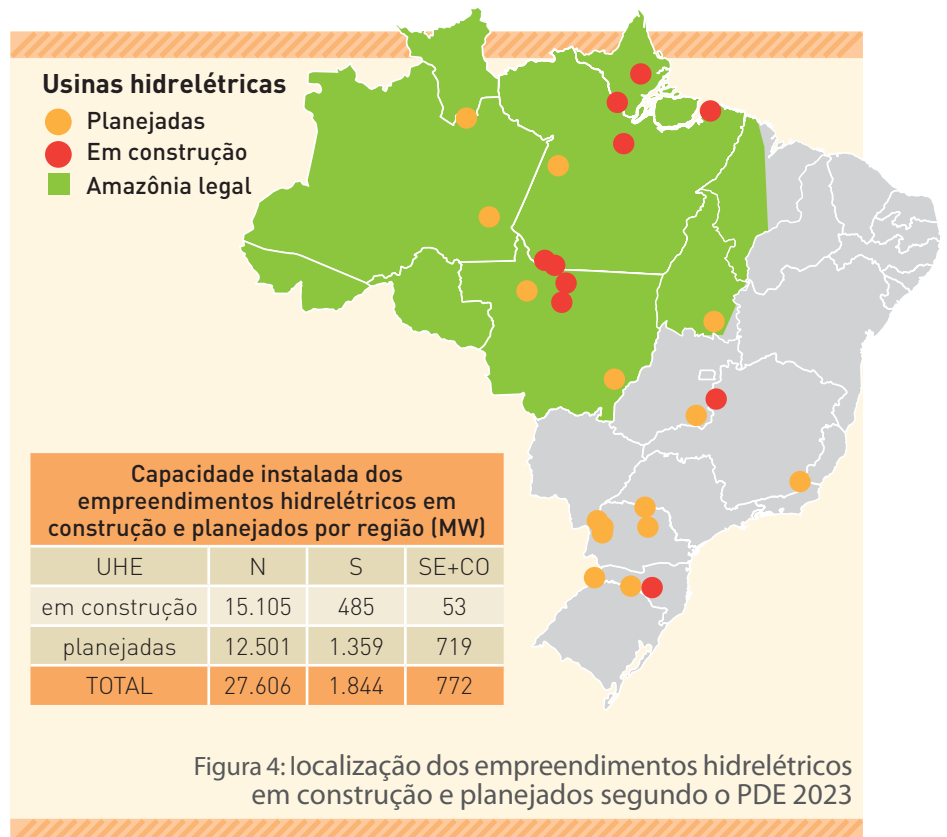 Usinas hidrelétricas
Planejadas
Em construção
Amazônia legal
Capacidade instalada dos
empreendimentos hidrelétricos em
construção e planejados por região (MW)
UHE N S SE+CO
em construção 15.105 485 53
planejadas 12.501 1.359 719
TOTAL 27.606 1.844 772
Figura 4: localização dos empreendimentos hidrelétricos
em construção e planejados segundo o PDE 2023